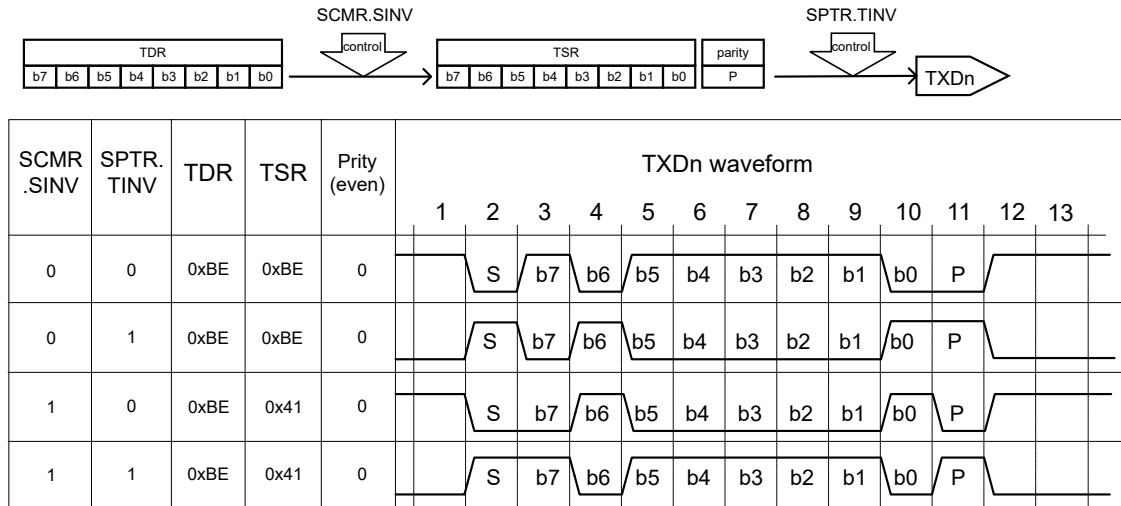 SCMR.SINV SPTR.TINV
TDR control TSR parity control
b7 b6 b5 b4 b3 b2 b1 b0 b7 b6 b5 b4 b3 b2 b1 b0 P TXDn
SCMR .SINV SPTR. TINV TDR TSR Prity (even) TXDn waveform
1 2 3 4 5 6 7 8 9 10 11 12 13
0 0 0xBE 0xBE 0 S b7 b6 b5 b4 b3 b2 b1 b0 P
0 1 0xBE 0xBE 0 S b7 b6 b5 b4 b3 b2 b1 b0 P
1 0 0xBE 0x41 0 S b7 b6 b5 b4 b3 b2 b1 b0 P
1 1 0xBE 0x41 0 S b7 b6 b5 b4 b3 b2 b1 b0 P